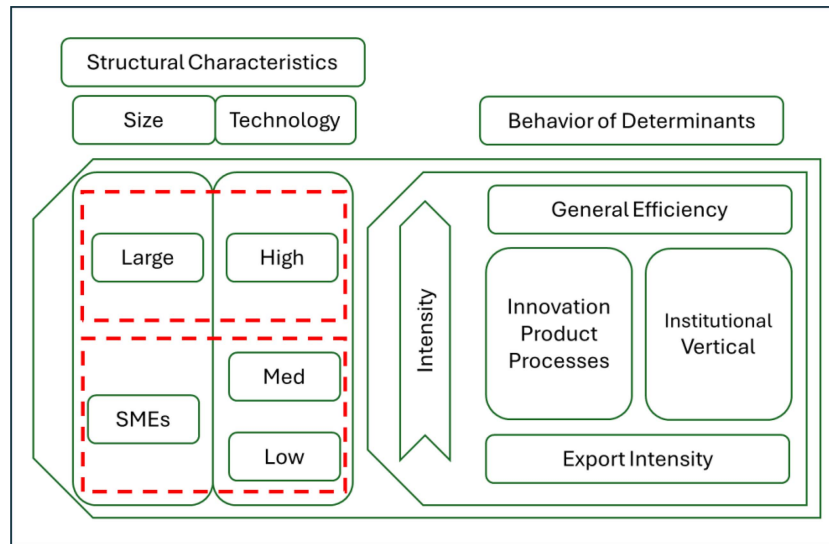 Structural Characteristics
Size
Technology
Behavior of Determinants
Large
High
SMEs
Med
Low
Intensity
General Efficiency
Innovation
Product
Processes
Institutional
Vertical
Export Intensity